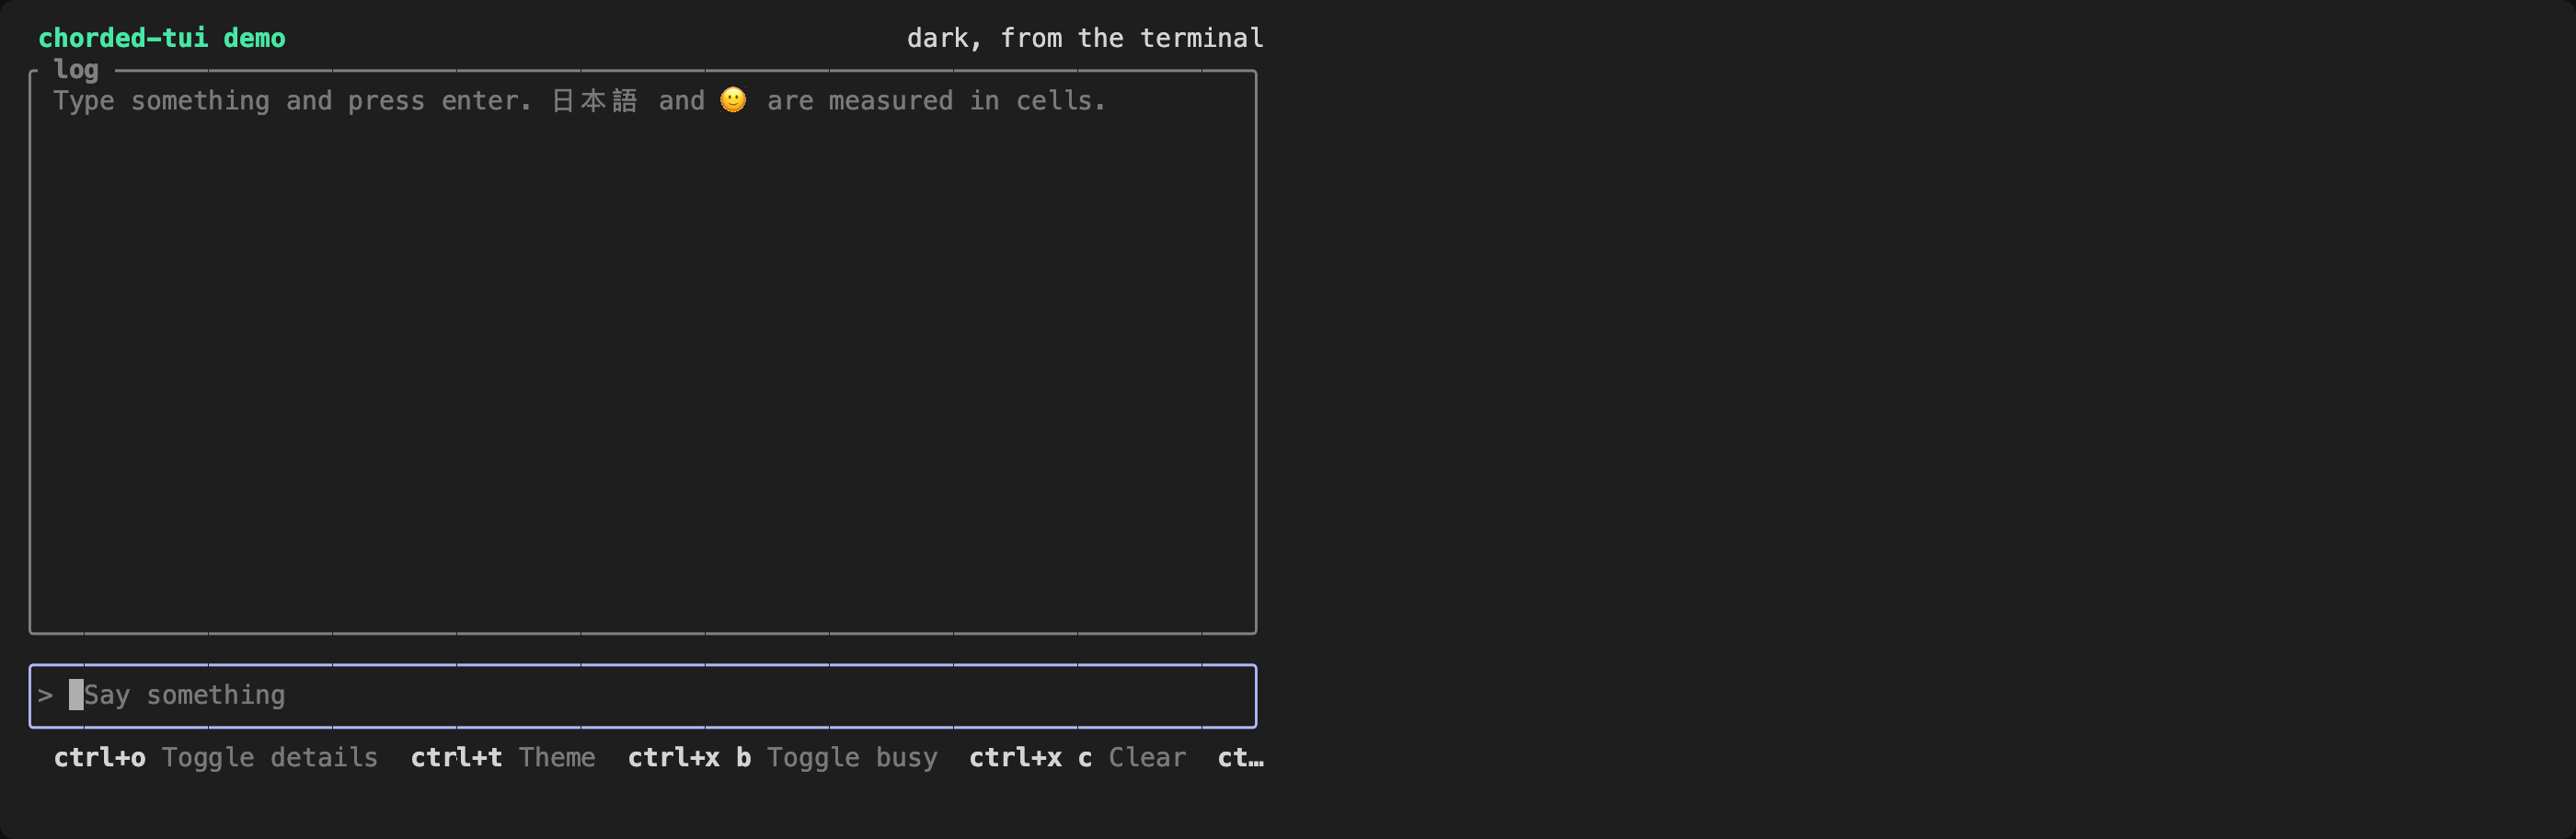 chorded-tui demo dark, from the terminal
log
Type something and press enter. 日本語 and 🙂 are measured in cells.
> Say something
ctrl+o Toggle details ctrl+t Theme ctrl+x b Toggle busy ctrl+x c Clear ct…